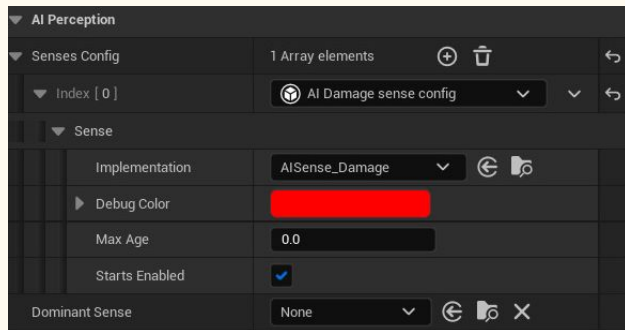 AI Perception
Senses Config 1 Array elements
Index [ 0 ] AI Damage sense config
Sense
Implementation AISense_Damage
Debug Color
Max Age 0.0
Starts Enabled
Dominant Sense None